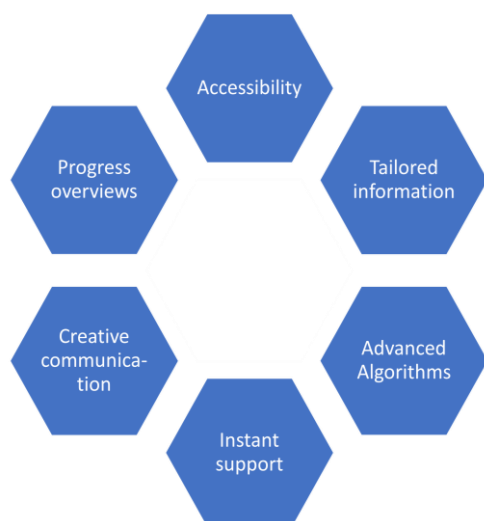 Accessibility
Progress
overviews
Tailored
information
Creative
communica-
tion
Advanced
Algorithms
Instant
support